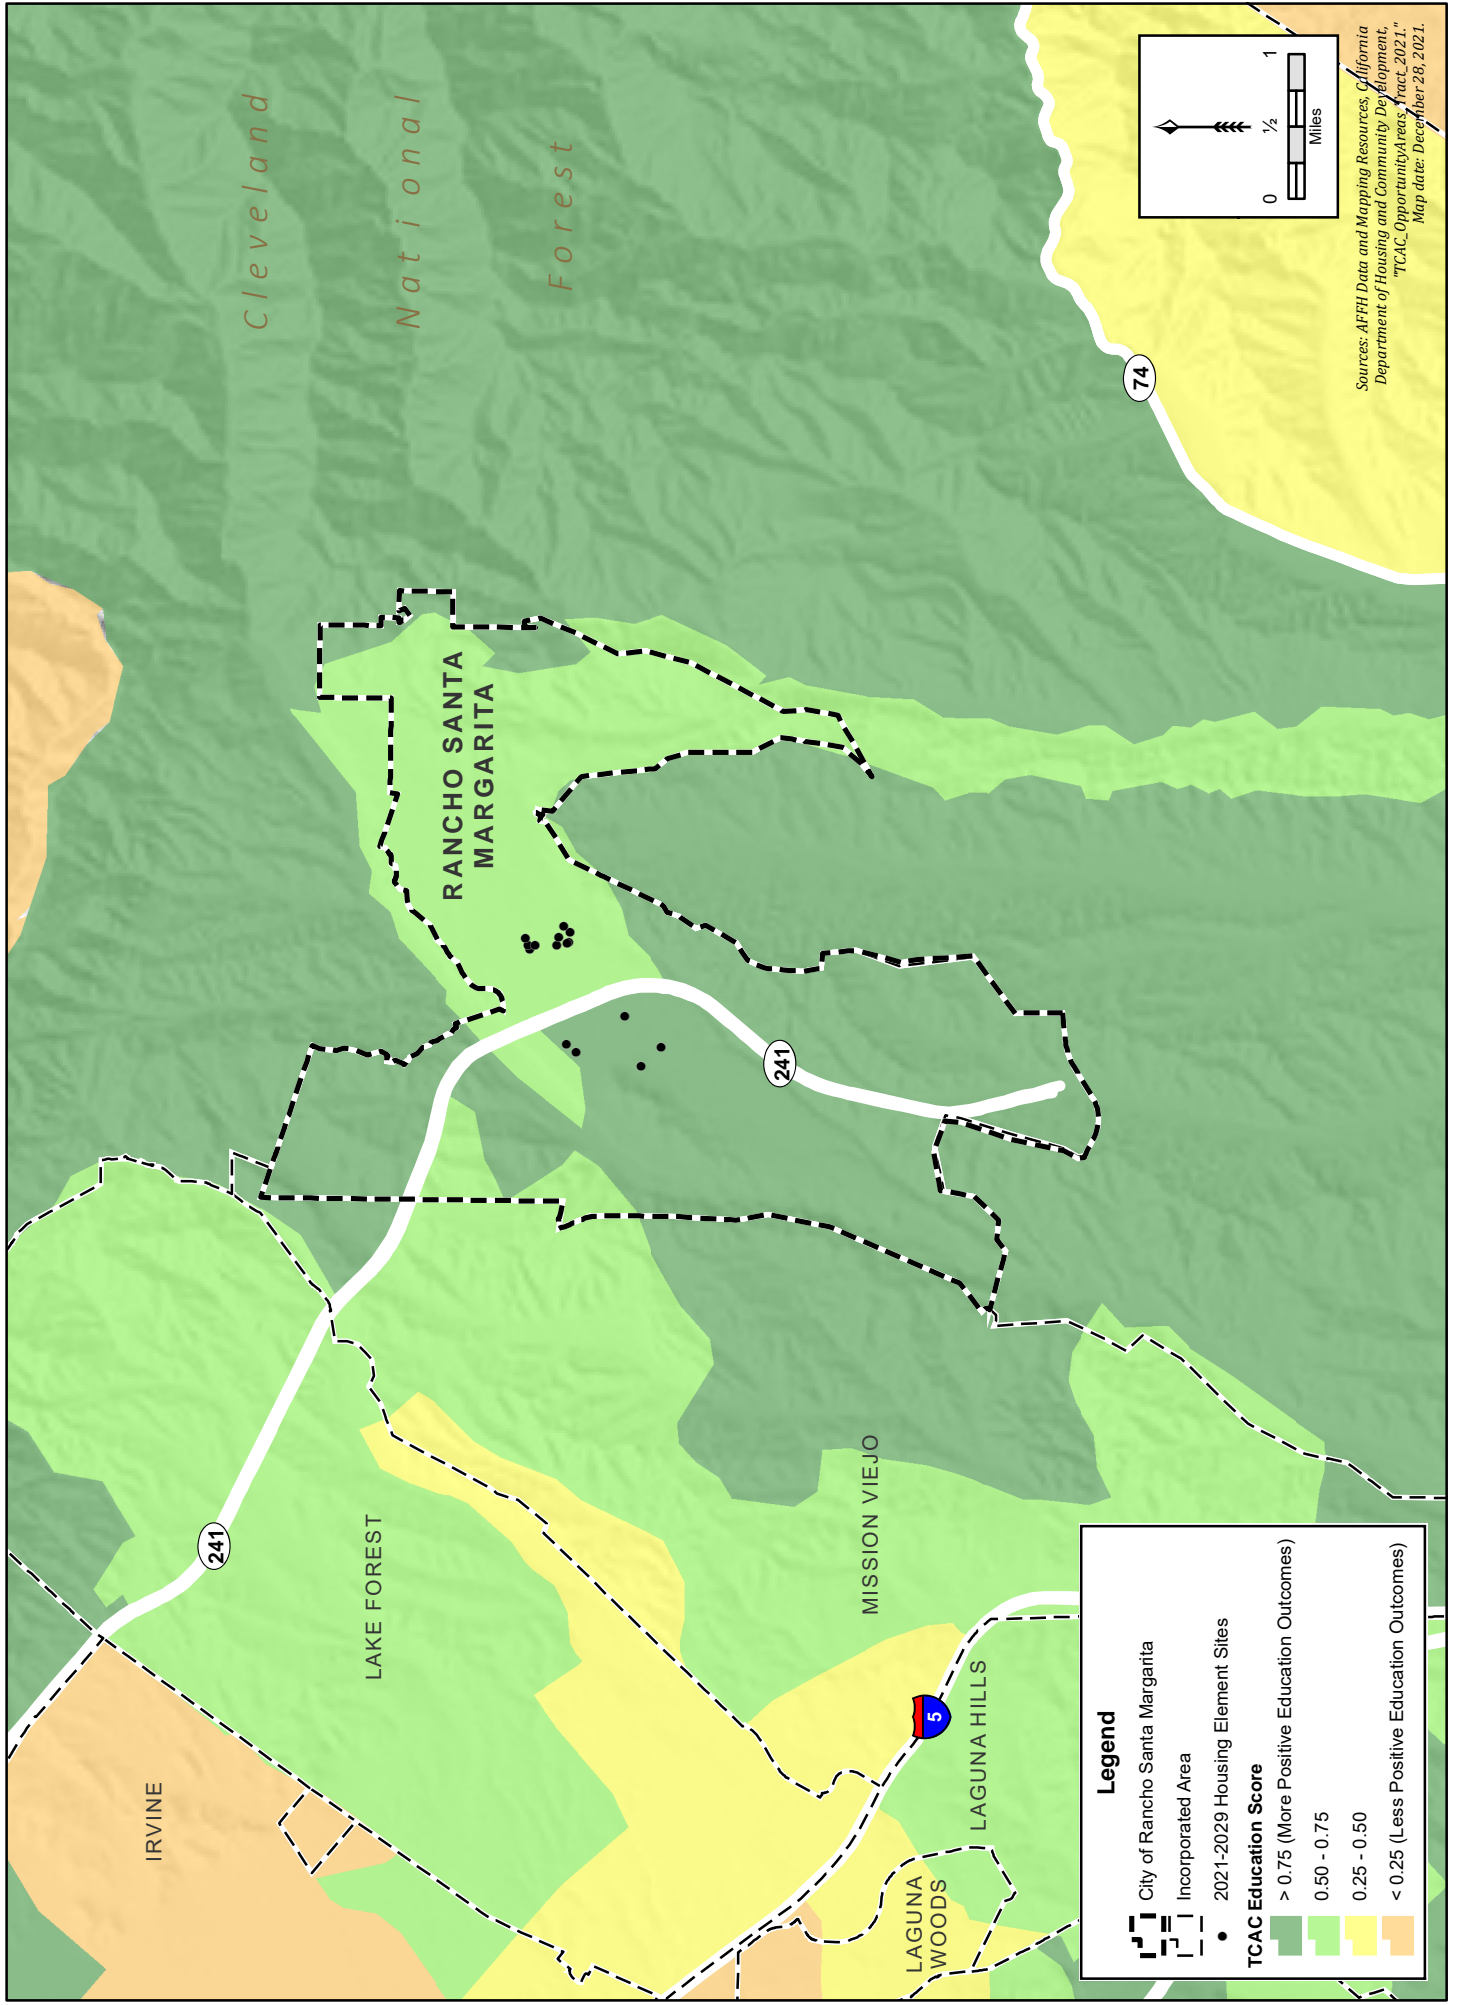 Cleveland
National
Forest
RANCHO SANTA
MARGARITA
241
241
74
IRVINE
LAKE FOREST
MISSION VIEJO
LAGUNA HILLS
LAGUNA
WOODS
5
0 ½ 1
Miles
Sources: AFFH Data and Mapping Resources, California
Department of Housing and Community Development,
"TCAC_OpportunityAreas_Tract_2021."
Map date: December 28, 2021.
Legend
City of Rancho Santa Margarita
Incorporated Area
2021-2029 Housing Element Sites
TCAC Education Score
> 0.75 (More Positive Education Outcomes)
0.50 - 0.75
0.25 - 0.50
< 0.25 (Less Positive Education Outcomes)